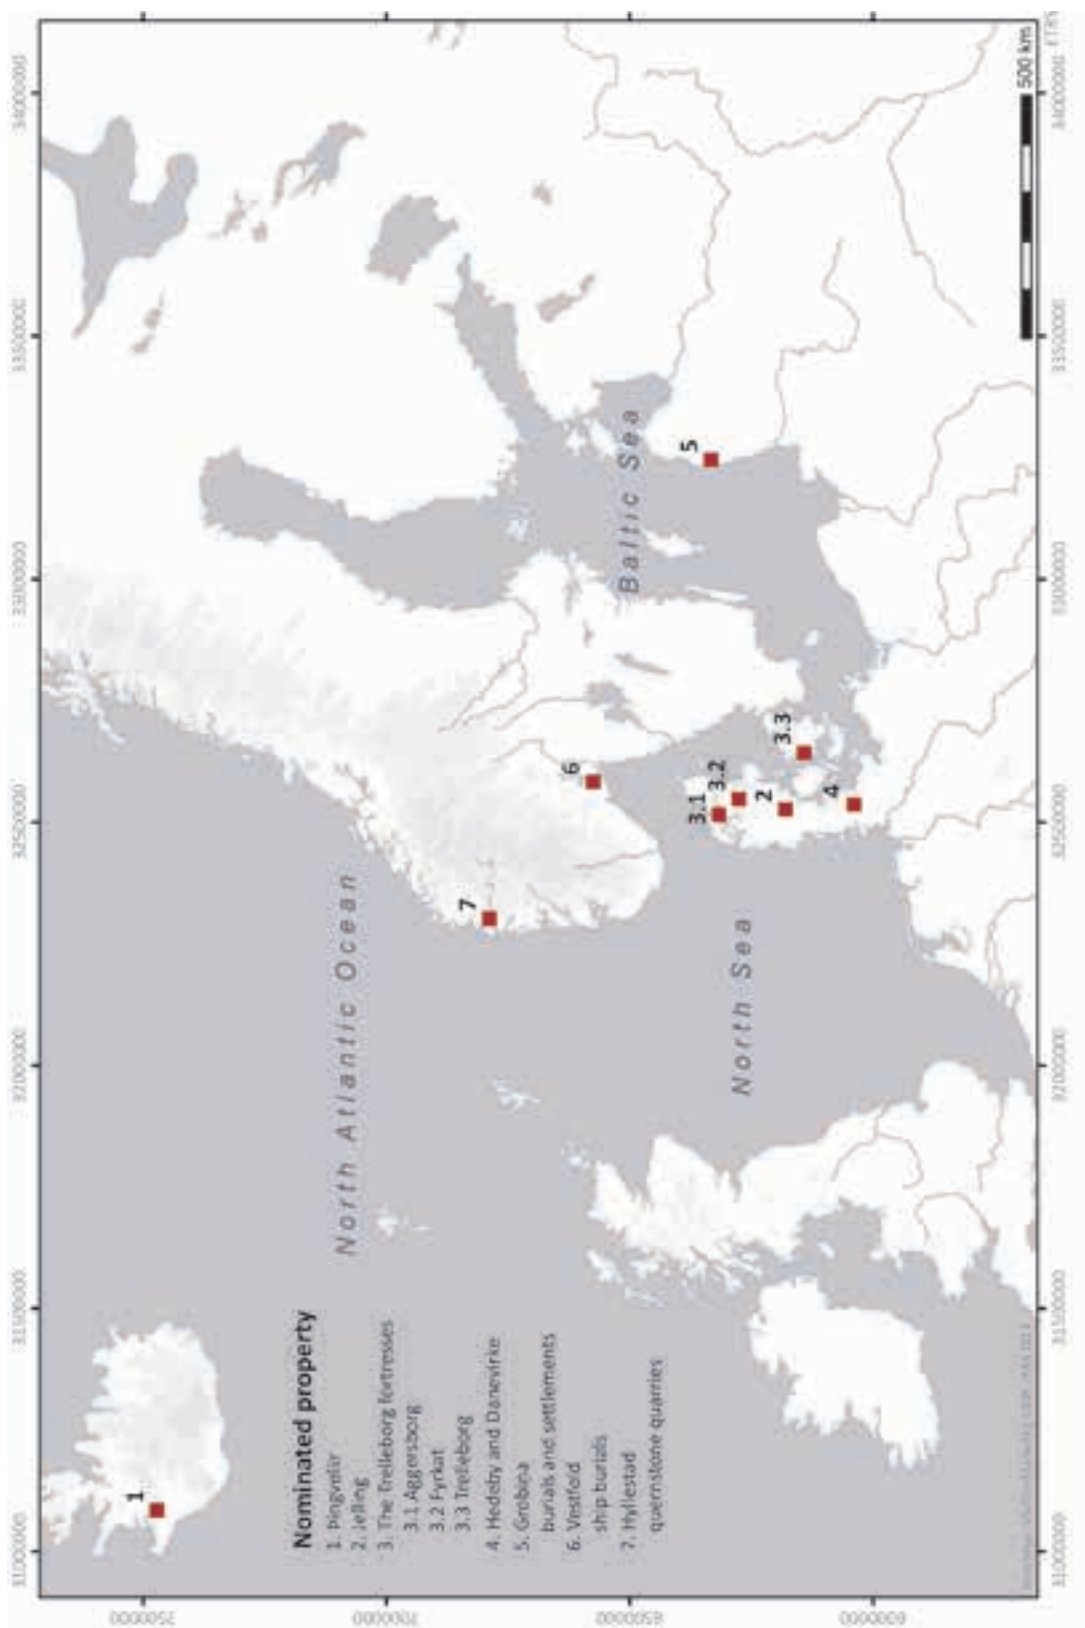 Nominated property
1. Þingvellir
2. Jelling
3. The Trelleborg fortresses
3.1 Aggersborg
3.2 Fyrkat
3.3 Trelleborg
4. Hedeby and Danevirke
5. Grobiņa
burials and settlements
6. Vestfold
ship burials
7. Hyllestad
quernstone quarries
North Atlantic Ocean
North Sea
Baltic Sea
1
7
6
5
3.1
3.2
2
3.3
4
500 km